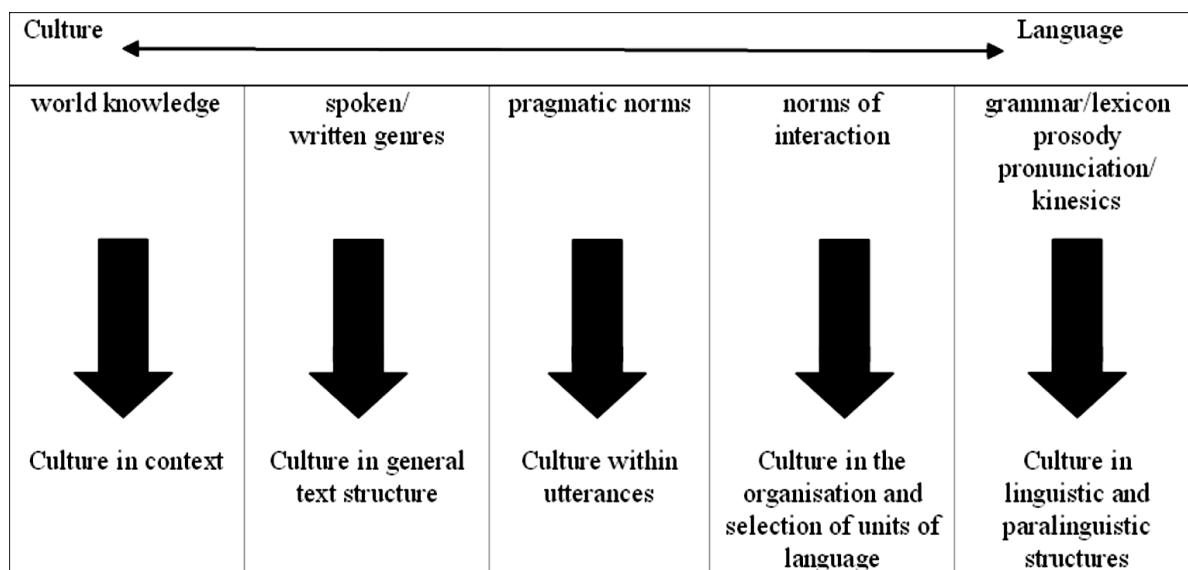 Culture
Language
world knowledge
spoken/
written genres
pragmatic norms
norms of
interaction
grammar/lexicon
prosody
pronunciation/
kinesics
Culture in context
Culture in general
text structure
Culture within
utterances
Culture in the
organisation and
selection of units of
language
Culture in
linguistic and
paralinguistic
structures